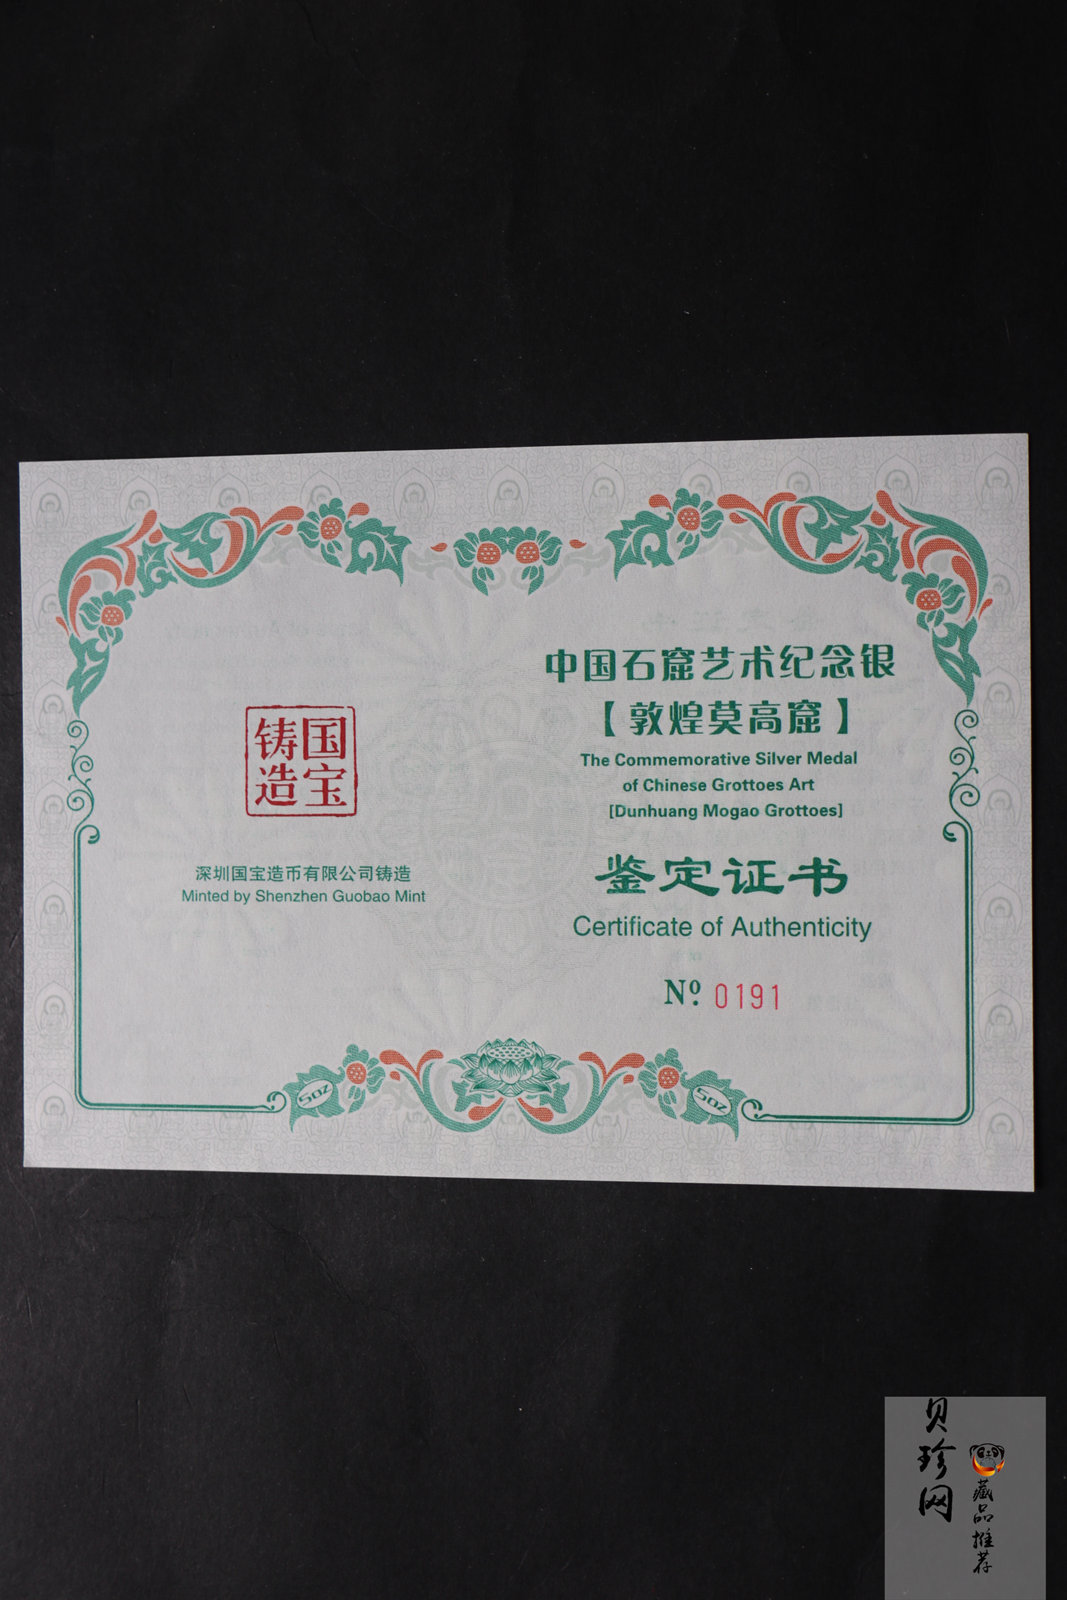 国宝
铸造
深圳国宝造币有限公司铸造
Minted by Shenzhen Guobao Mint
中国石窟艺术纪念银
【敦煌莫高窟】
The Commemorative Silver Medal
of Chinese Grottoes Art
[Dunhuang Mogao Grottoes]
鉴定证书
Certificate of Authenticity
Nº. 0191
5oz
5oz
贝珍网
藏品推荐